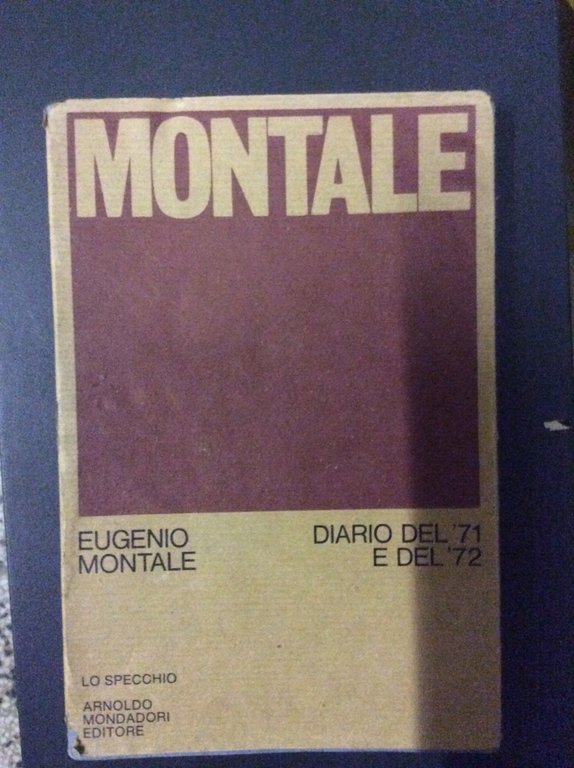 MONTALE
EUGENIO
MONTALE
DIARIO DEL '71
E DEL '72
LO SPECCHIO
ARNOLDO
MONDADORI
EDITORE